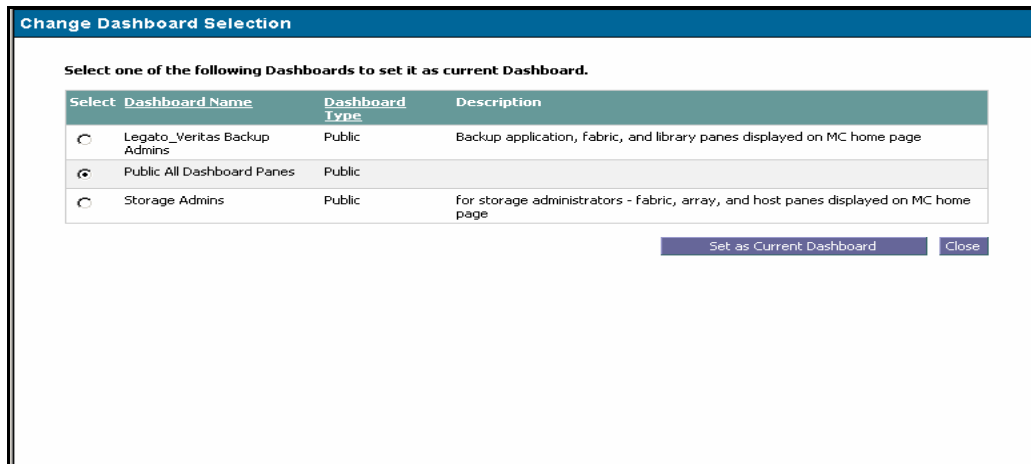 Change Dashboard Selection
Select one of the following Dashboards to set it as current Dashboard.
Select Dashboard Name Dashboard Type Description
Legato_Veritas Backup Admins Public Backup application, fabric, and library panes displayed on MC home page
Public All Dashboard Panes Public
Storage Admins Public for storage administrators - fabric, array, and host panes displayed on MC home page
Set as Current Dashboard Close